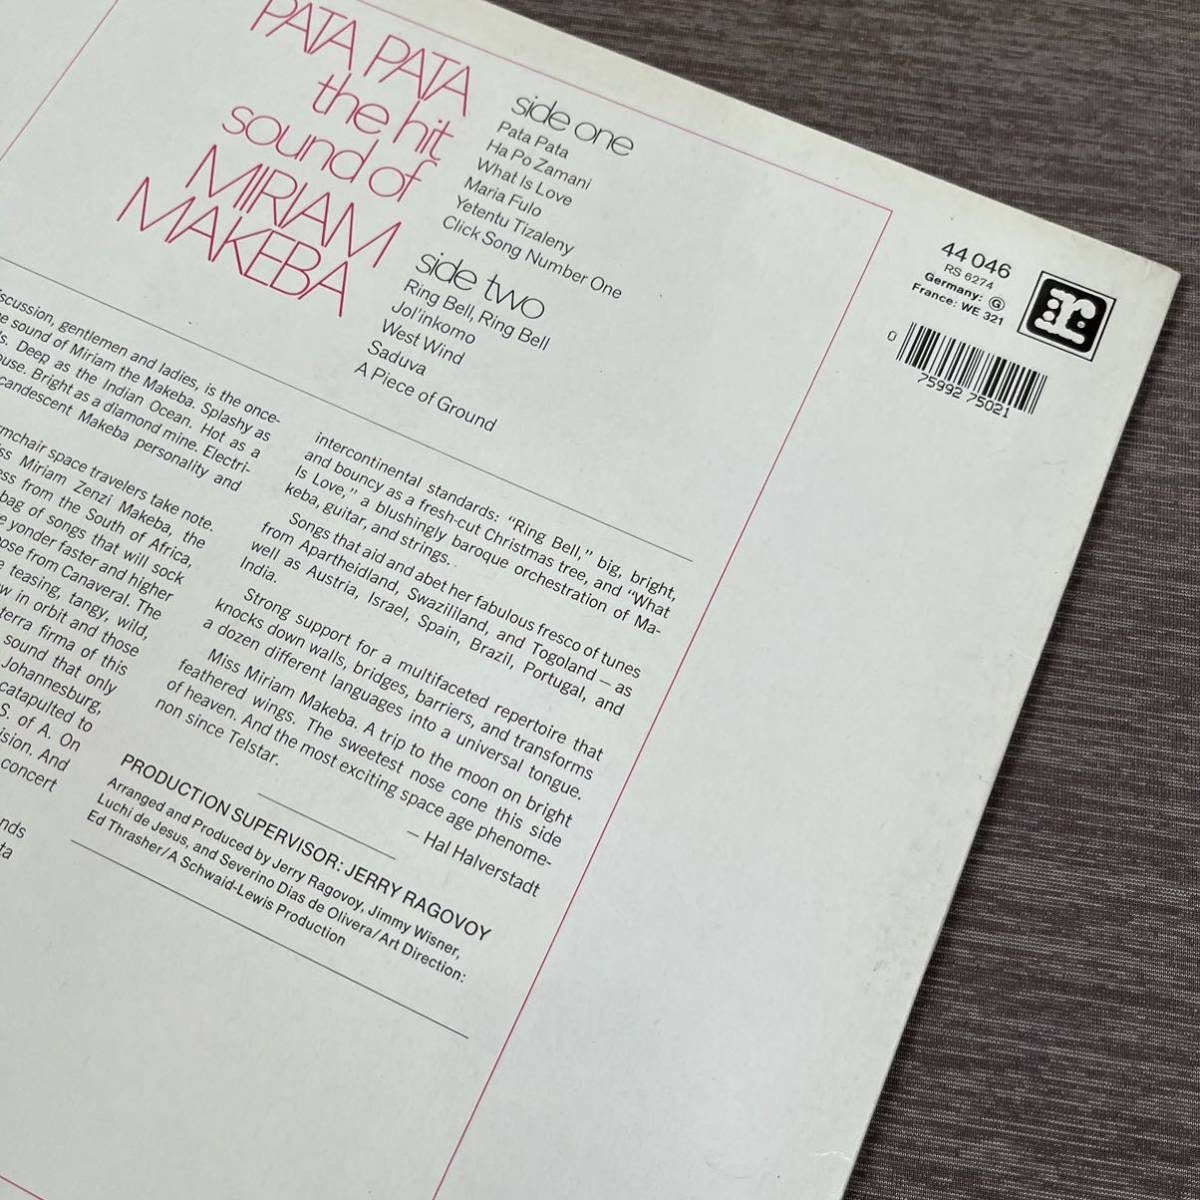 PATA PATA
the hit
sound of
MIRIAM
MAKEBA
side one
Pata Pata
Ha Po Zamani
What Is Love
Maria Fulo
Yetentu Tizaleny
Click Song Number One
side two
Ring Bell, Ring Bell
Jol'inkomo
West Wind
Saduva
A Piece of Ground
44 046
RS 6274
Germany: G
France: WE 321
r:
0 75992 75021
discussion, gentlemen and ladies, is the once-
sound of Miriam the Makeba. Splashy as
Deep as the Indian Ocean. Hot as a
Bright as a diamond mine. Electri-
candescent Makeba personality and
armchair space travelers take note.
Miss Miriam Zenzi Makeba, the
from the South of Africa,
bag of songs that will sock
yonder faster and higher
those from Canaveral. The
teasing, tangy, wild,
in orbit and those
terra firma of this
sound that only
Johannesburg,
catapulted to
S. of A. On
And
concert
intercontinental standards: "Ring Bell," big, bright,
and bouncy as a fresh-cut Christmas tree, and "What
Is Love," a blushingly baroque orchestration of Ma-
keba, guitar, and strings.
Songs that aid and abet her fabulous fresco of tunes
from Apartheidland, Swaziliand, and Togoland — as
well as Austria, Israel, Spain, Brazil, Portugal, and
India.
Strong support for a multifaceted repertoire that
knocks down walls, bridges, barriers, and transforms
a dozen different languages into a universal tongue.
Miss Miriam Makeba. A trip to the moon on bright
feathered wings. The sweetest nose cone this side
of heaven. And the most exciting space age phenome-
non since Telstar.
— Hal Halverstadt
PRODUCTION SUPERVISOR: JERRY RAGOVOY
Arranged and Produced by Jerry Ragovoy, Jimmy Wisner,
Luchi de Jesus, and Severino Dias de Olivera/Art Direction:
Ed Thrasher/A Schwaid-Lewis Production